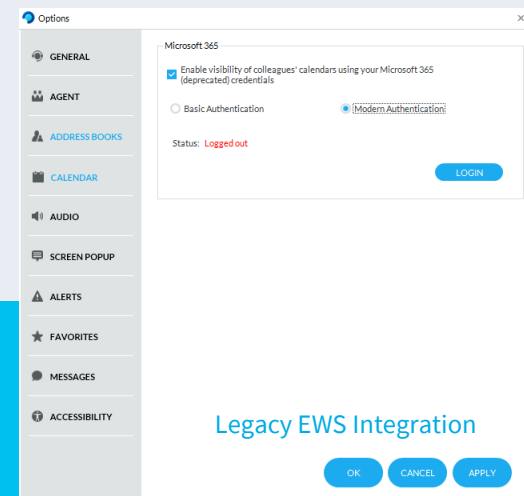 Options
GENERAL
AGENT
ADDRESS BOOKS
CALENDAR
AUDIO
SCREEN POPUP
ALERTS
FAVORITES
MESSAGES
ACCESSIBILITY
Microsoft 365
Enable visibility of colleagues' calendars using your Microsoft 365
(deprecated) credentials
Basic Authentication
Modern Authentication
Status: Logged out
LOGIN
Legacy EWS Integration
OK
CANCEL
APPLY